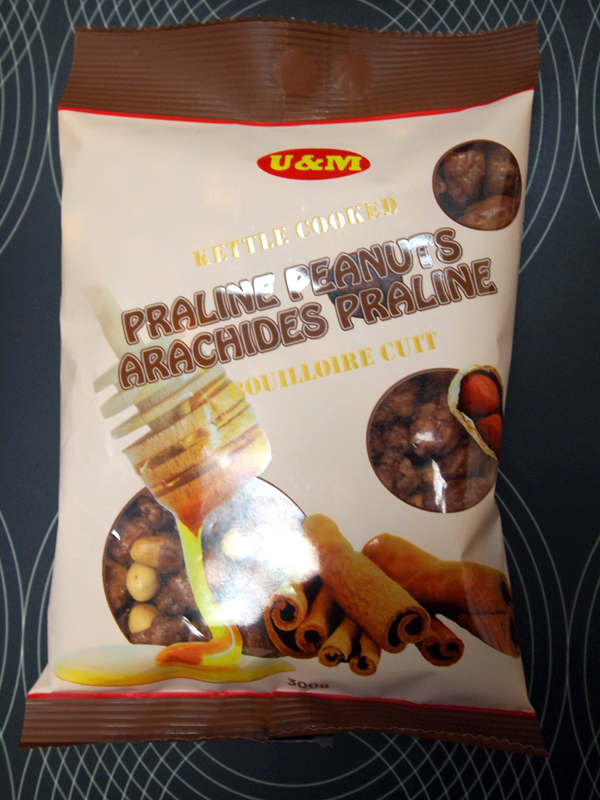 U&M
KETTLE COOKED
PRALINE PEANUTS
ARACHIDES PRALINE
BOUILLOIRE CUIT
300g